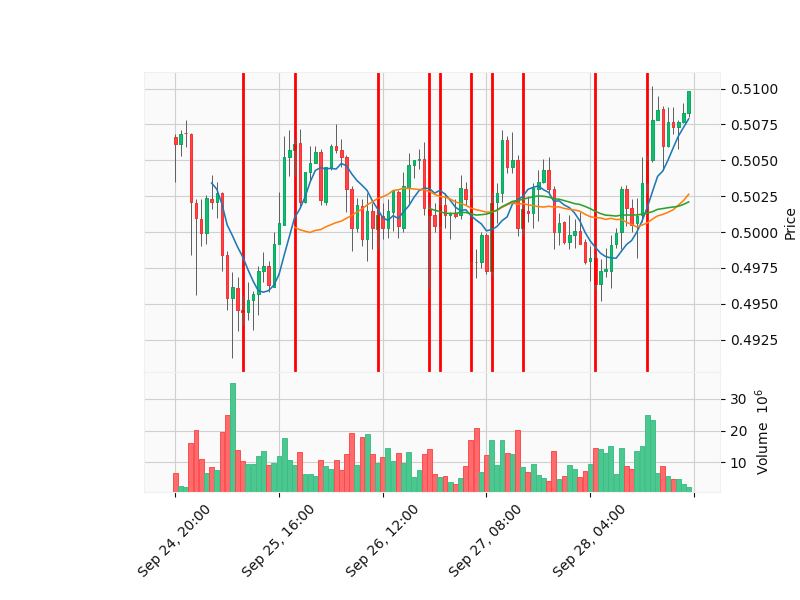 0.5100
0.5075
0.5050
0.5025
0.5000
0.4975
0.4950
0.4925
Price
30
20
10
Volume 10⁶
Sep 24, 20:00
Sep 25, 16:00
Sep 26, 12:00
Sep 27, 08:00
Sep 28, 04:00